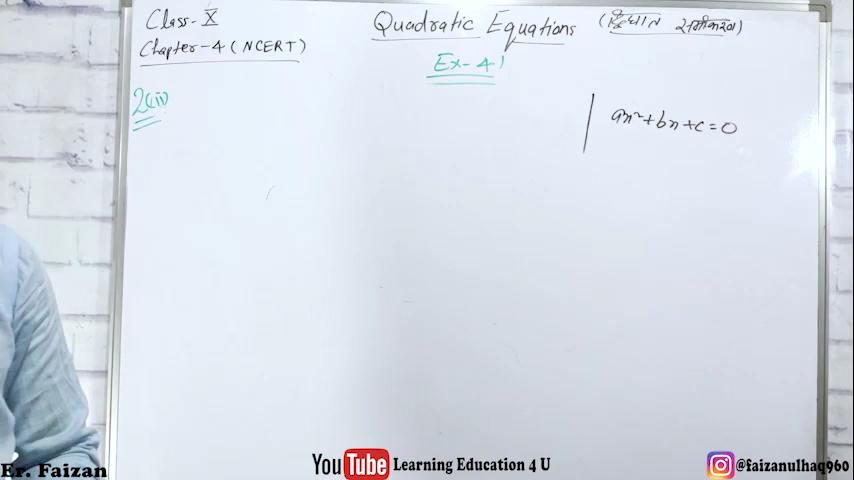 Class-X
Chapter-4 (NCERT)
Quadratic Equations (द्विघात समीकरण)
Ex-4.1
2(iv)
ax²+bx+c=0
Er. Faizan
YouTube Learning Education 4 U
@faizanulhaq960